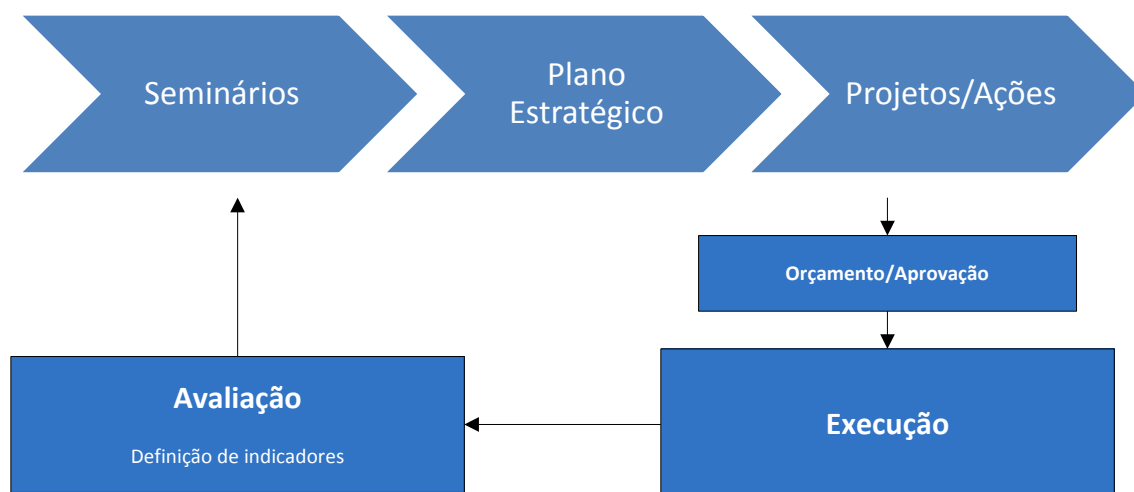 Seminários
Plano
Estratégico
Projetos/Ações
Orçamento/Aprovação
Avaliação
Definição de indicadores
Execução